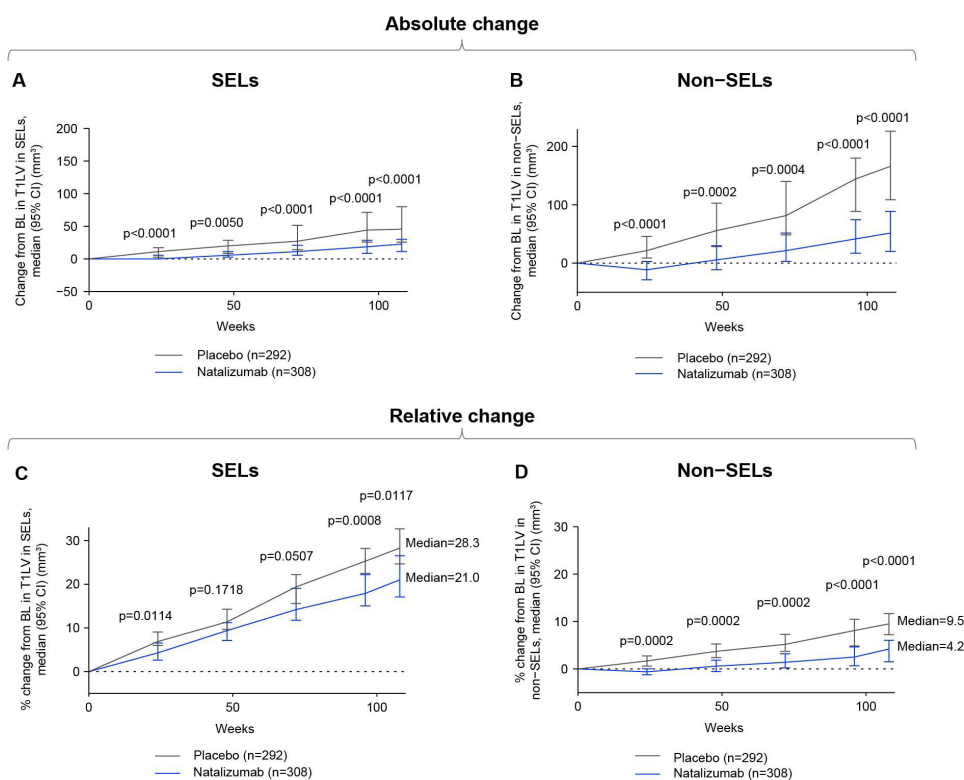 Absolute change
A
SELs
Change from BL in T1LV in SELs,
median (95% CI) (mm³)
200
150
100
50
0
−50
p<0.0001
p=0.0050
p<0.0001
p<0.0001
p<0.0001
0
50
100
Weeks
Placebo (n=292)
Natalizumab (n=308)
B
Non−SELs
Change from BL in T1LV in non−SELs,
median (95% CI) (mm³)
200
100
0
p<0.0001
p=0.0002
p=0.0004
p<0.0001
p<0.0001
0
50
100
Weeks
Placebo (n=292)
Natalizumab (n=308)
Relative change
C
SELs
% change from BL in T1LV in SELs,
median (95% CI) (mm³)
30
20
10
0
p=0.0114
p=0.1718
p=0.0507
p=0.0008
p=0.0117
Median=28.3
Median=21.0
0
50
100
Weeks
Placebo (n=292)
Natalizumab (n=308)
D
Non−SELs
% change from BL in T1LV in
non−SELs, median (95% CI) (mm³)
30
20
10
0
p=0.0002
p=0.0002
p=0.0002
p<0.0001
p<0.0001
Median=9.5
Median=4.2
0
50
100
Weeks
Placebo (n=292)
Natalizumab (n=308)